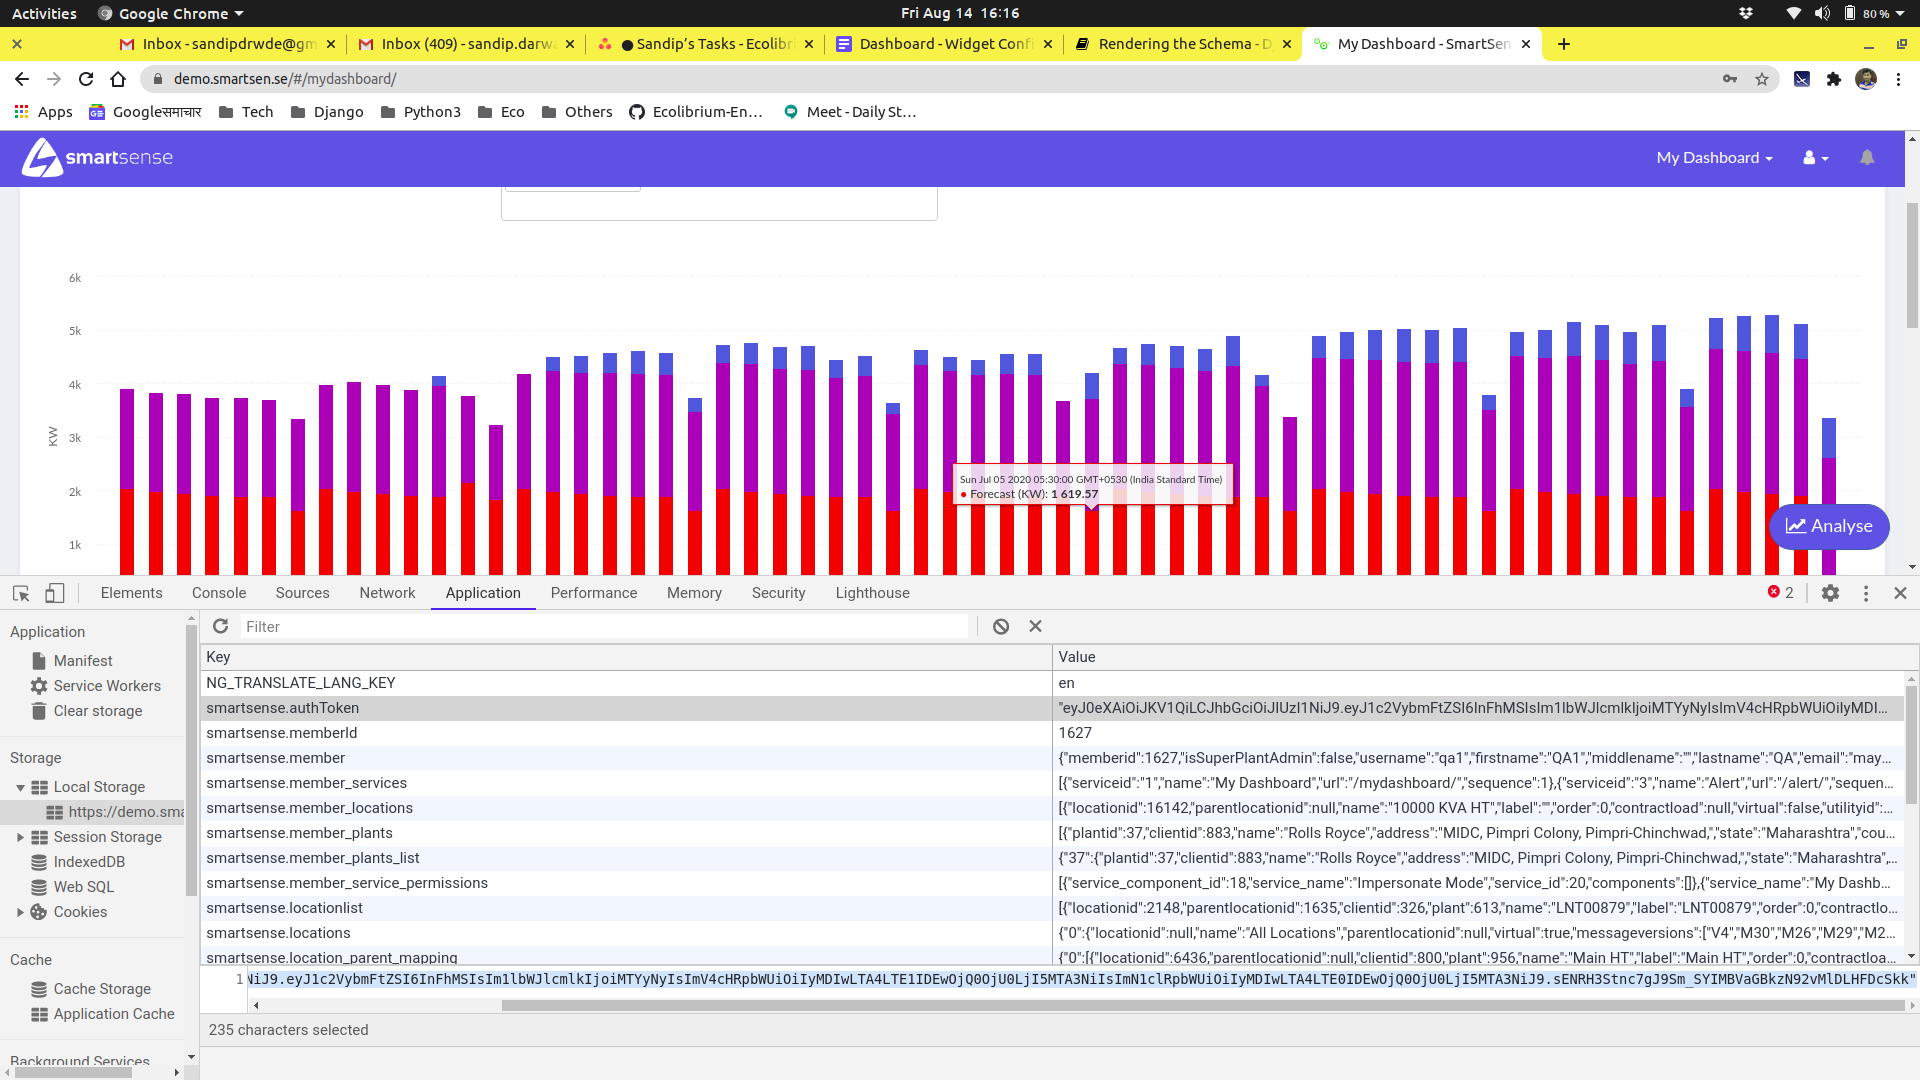 Activities
Google Chrome
Fri Aug 14 16:16
80 %
Inbox - sandipdrwde@gm
Inbox (409) - sandip.darw
Sandip's Tasks - Ecolibri
Dashboard - Widget Confi
Rendering the Schema - D
My Dashboard - SmartSen
demo.smartsen.se/#/mydashboard/
Apps
Googleसमाचार
Tech
Django
Python3
Eco
Others
Ecolibrium-En...
Meet - Daily St...
smartsense
My Dashboard
6k
5k
4k
KW
3k
2k
1k
Sun Jul 05 2020 05:30:00 GMT+0530 (India Standard Time)
Forecast (KW): 1 619.57
Analyse
Elements
Console
Sources
Network
Application
Performance
Memory
Security
Lighthouse
2
Application
Manifest
Service Workers
Clear storage
Storage
Local Storage
https://demo.sma
Session Storage
IndexedDB
Web SQL
Cookies
Cache
Cache Storage
Application Cache
Background Services
Filter
Key Value
NG_TRANSLATE_LANG_KEY en
smartsense.authToken
smartsense.memberId 1627
smartsense.member {"memberid":1627,"isSuperPlantAdmin":false,"username":"qa1","firstname":"QA1","middlename":"","lastname":"QA","email":"may...
smartsense.member_services [{"serviceid":"1","name":"My Dashboard","url":"/mydashboard/","sequence":1},{"serviceid":"3","name":"Alert","url":"/alert/","sequen...
smartsense.member_locations [{"locationid":16142,"parentlocationid":null,"name":"10000 KVA HT","label":"","order":0,"contractload":null,"virtual":false,"utilityid":...
smartsense.member_plants [{"plantid":37,"clientid":883,"name":"Rolls Royce","address":"MIDC, Pimpri Colony, Pimpri-Chinchwad,","state":"Maharashtra","cou...
smartsense.member_plants_list {"37":{"plantid":37,"clientid":883,"name":"Rolls Royce","address":"MIDC, Pimpri Colony, Pimpri-Chinchwad,","state":"Maharashtra",...
smartsense.member_service_permissions [{"service_component_id":18,"service_name":"Impersonate Mode","service_id":20,"components":[]},{"service_name":"My Dashb...
smartsense.locationlist [{"locationid":2148,"parentlocationid":1635,"clientid":326,"plant":613,"name":"LNT00879","label":"LNT00879","order":0,"contractlo...
smartsense.locations {"0":{"locationid":null,"name":"All Locations","parentlocationid":null,"virtual":true,"messageversions":["V4","M30","M26","M29","M2...
smartsense.location_parent_mapping {"0":[{"locationid":6436,"parentlocationid":null,"clientid":800,"plant":956,"name":"Main HT","label":"Main HT","order":0,"contractloa...
1
235 characters selected